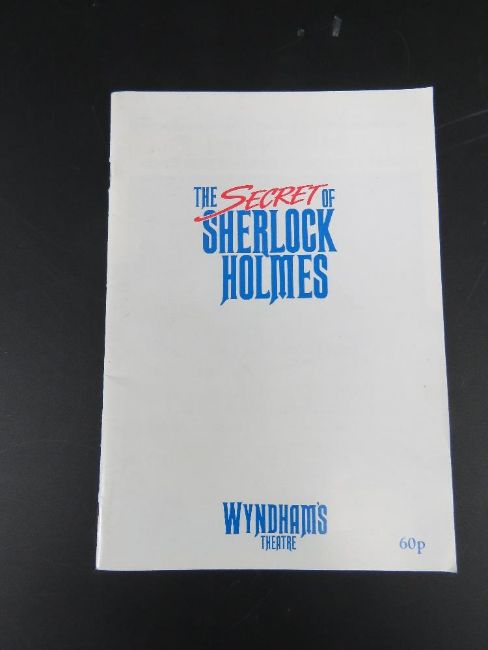 THE SECRET OF
SHERLOCK
HOLMES
WYNDHAM'S
THEATRE
60p